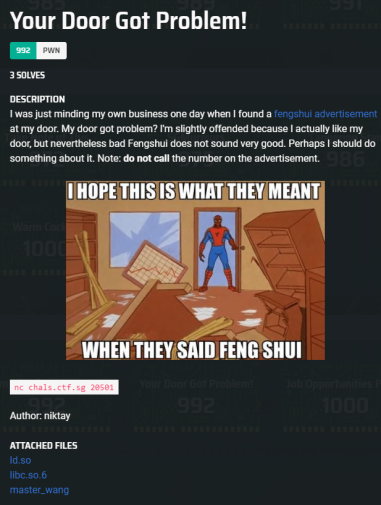 Your Door Got Problem!
992 PWN
3 SOLVES
DESCRIPTION
I was just minding my own business one day when I found a fengshui advertisement
at my door. My door got problem? I'm slightly offended because I actually like my
door, but nevertheless bad Fengshui does not sound very good. Perhaps I should do
something about it. Note: do not call the number on the advertisement.
I HOPE THIS IS WHAT THEY MEANT
WHEN THEY SAID FENG SHUI
nc chals.ctf.sg 20501
Author: niktay
ATTACHED FILES
ld.so
libc.so.6
master_wang